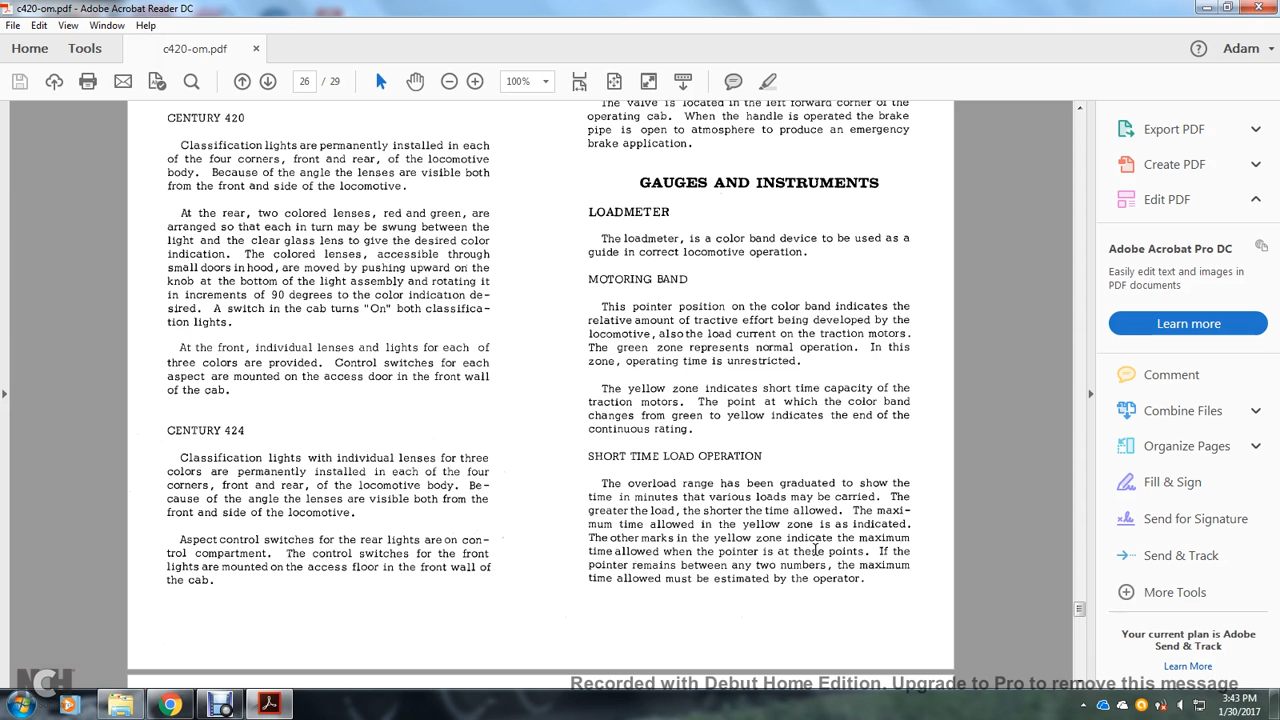 c420-om.pdf - Adobe Acrobat Reader DC
File Edit View Window Help
Home Tools c420-om.pdf × Adam
26 / 29 100%
CENTURY 420
Classification lights are permanently installed in each
of the four corners, front and rear, of the locomotive
body. Because of the angle the lenses are visible both
from the front and side of the locomotive.
At the rear, two colored lenses, red and green, are
arranged so that each in turn may be swung between the
light and the clear glass lens to give the desired color
indication. The colored lenses, accessible through
small doors in hood, are moved by pushing upward on the
knob at the bottom of the light assembly and rotating it
in increments of 90 degrees to the color indication de-
sired. A switch in the cab turns "On" both classifica-
tion lights.
At the front, individual lenses and lights for each of
three colors are provided. Control switches for each
aspect are mounted on the access door in the front wall
of the cab.
CENTURY 424
Classification lights with individual lenses for three
colors are permanently installed in each of the four
corners, front and rear, of the locomotive body. Be-
cause of the angle the lenses are visible both from the
front and side of the locomotive.
Aspect control switches for the rear lights are on con-
trol compartment. The control switches for the front
lights are mounted on the access floor in the front wall of
the cab.
The valve is located in the left forward corner of the
operating cab. When the handle is operated the brake
pipe is open to atmosphere to produce an emergency
brake application.
GAUGES AND INSTRUMENTS
LOADMETER
The loadmeter, is a color band device to be used as a
guide in correct locomotive operation.
MOTORING BAND
This pointer position on the color band indicates the
relative amount of tractive effort being developed by the
locomotive, also the load current on the traction motors.
The green zone represents normal operation. In this
zone, operating time is unrestricted.
The yellow zone indicates short time capacity of the
traction motors. The point at which the color band
changes from green to yellow indicates the end of the
continuous rating.
SHORT TIME LOAD OPERATION
The overload range has been graduated to show the
time in minutes that various loads may be carried. The
greater the load, the shorter the time allowed. The maxi-
mum time allowed in the yellow zone is as indicated.
The other marks in the yellow zone indicate the maximum
time allowed when the pointer is at these points. If the
pointer remains between any two numbers, the maximum
time allowed must be estimated by the operator.
Export PDF
Create PDF
Edit PDF
Adobe Acrobat Pro DC
Easily edit text and images in
PDF documents
Learn more
Comment
Combine Files
Organize Pages
Fill & Sign
Send for Signature
Send & Track
More Tools
Your current plan is Adobe
Send & Track
Learn More
NCH
Recorded with Debut Home Edition. Upgrade to Pro to remove this message
3:43 PM
1/30/2017